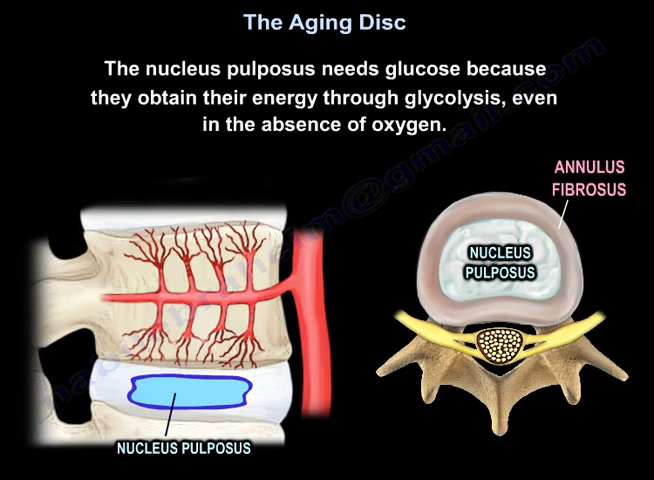 The Aging Disc
The nucleus pulposus needs glucose because
they obtain their energy through glycolysis, even
in the absence of oxygen.
ANNULUS
FIBROSUS
NUCLEUS
PULPOSUS
NUCLEUS PULPOSUS